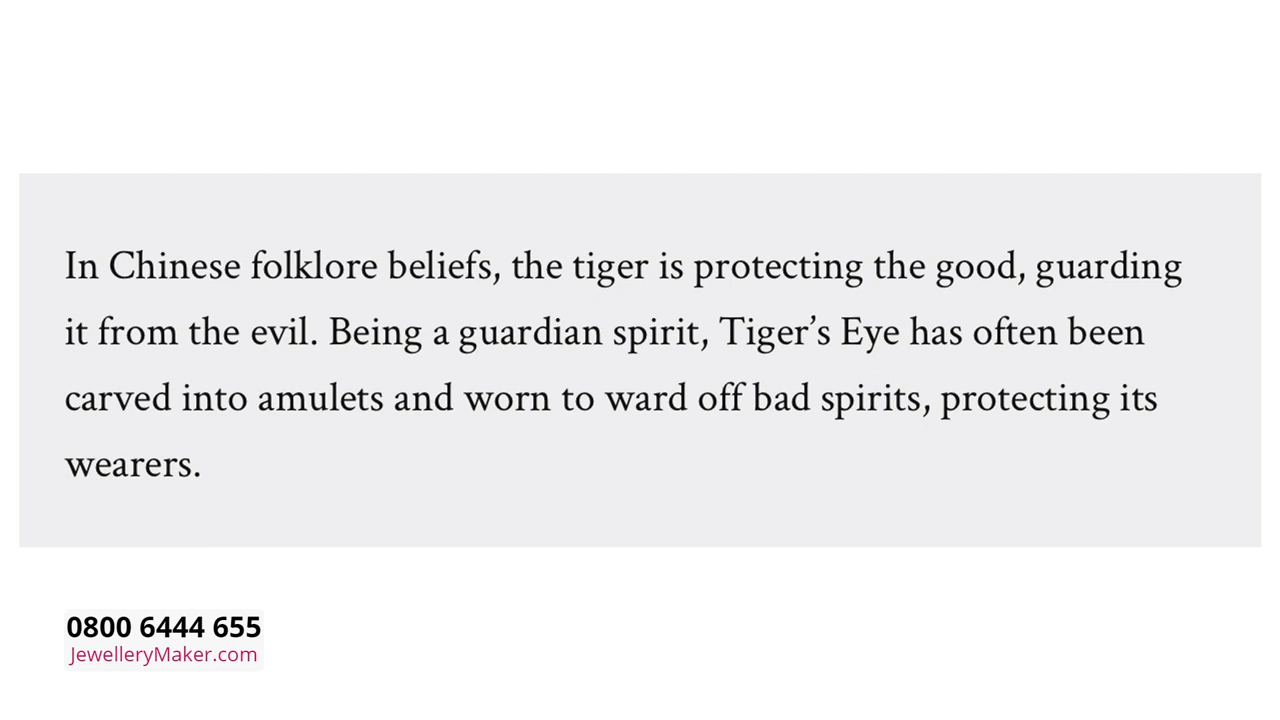 In Chinese folklore beliefs, the tiger is protecting the good, guarding
it from the evil. Being a guardian spirit, Tiger’s Eye has often been
carved into amulets and worn to ward off bad spirits, protecting its
wearers.
0800 6444 655
JewelleryMaker.com